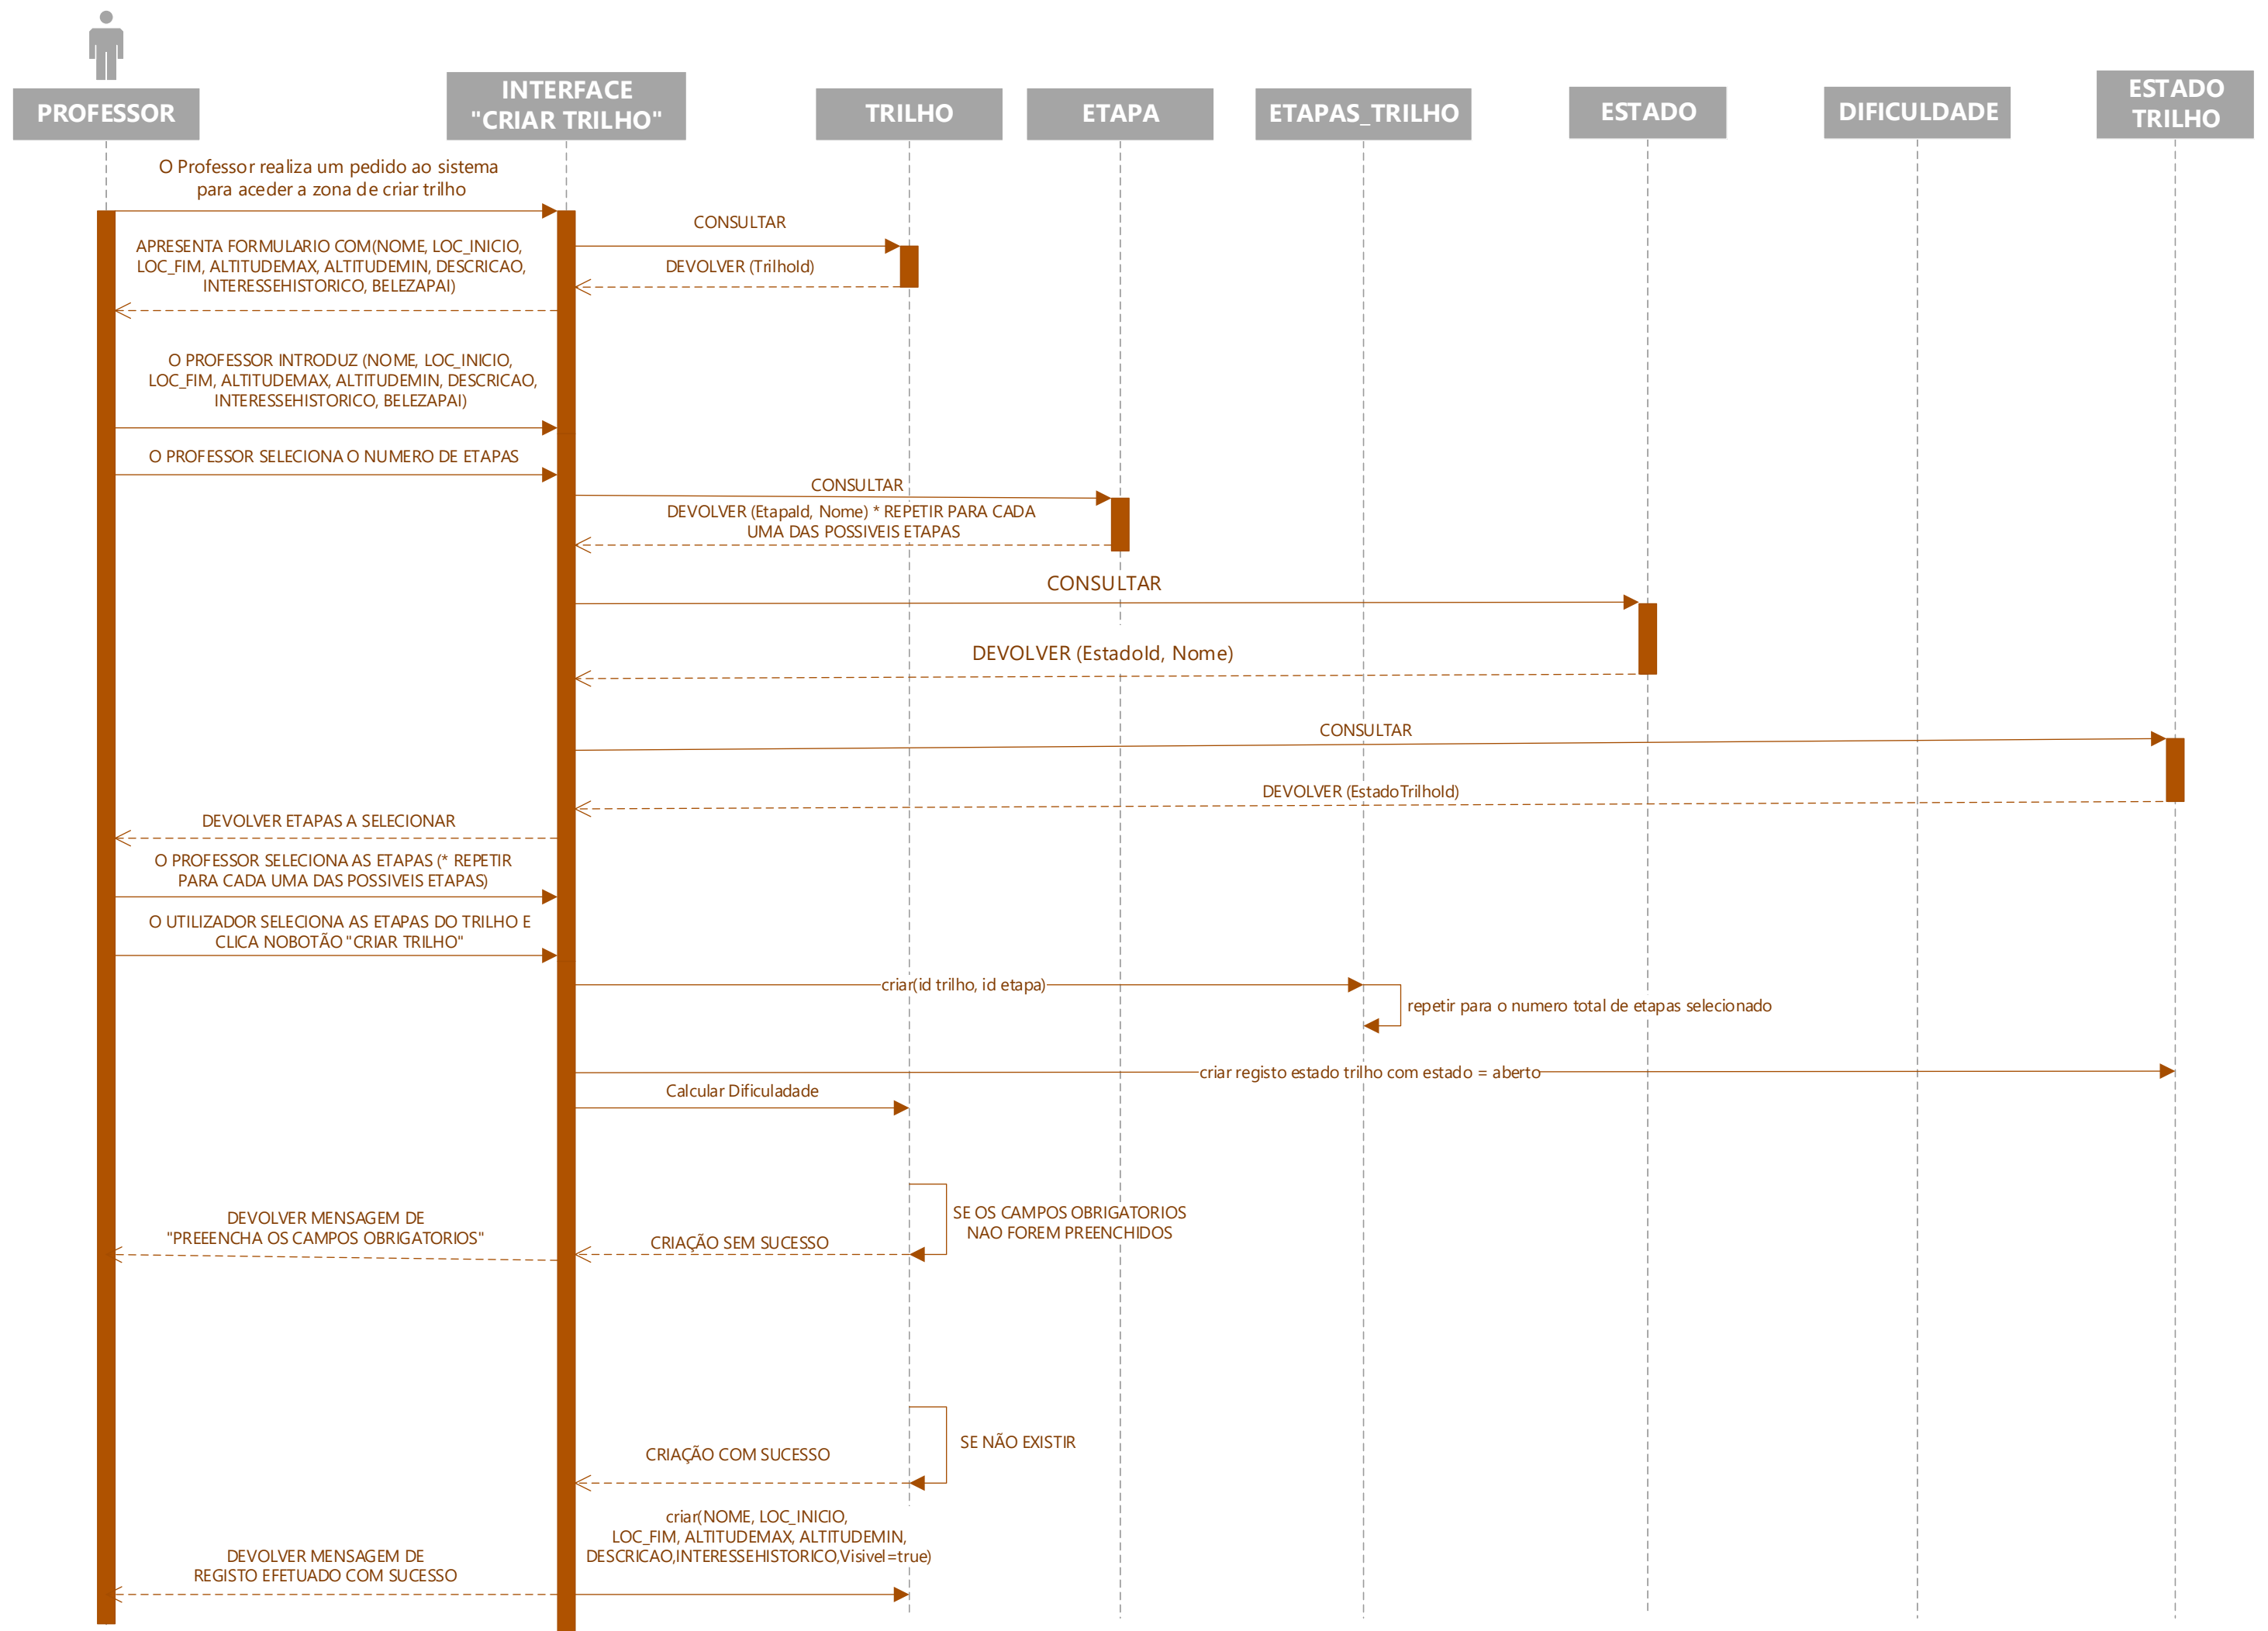 PROFESSOR
INTERFACE
"CRIAR TRILHO"
TRILHO
ETAPA
ETAPAS_TRILHO
ESTADO
DIFICULDADE
ESTADO
TRILHO
O Professor realiza um pedido ao sistema
para aceder a zona de criar trilho
CONSULTAR
APRESENTA FORMULARIO COM(NOME, LOC_INICIO,
LOC_FIM, ALTITUDEMAX, ALTITUDEMIN, DESCRICAO,
INTERESSEHISTORICO, BELEZAPAI)
DEVOLVER (TrilhoId)
O PROFESSOR INTRODUZ (NOME, LOC_INICIO,
LOC_FIM, ALTITUDEMAX, ALTITUDEMIN, DESCRICAO,
INTERESSEHISTORICO, BELEZAPAI)
O PROFESSOR SELECIONA O NUMERO DE ETAPAS
CONSULTAR
DEVOLVER (EtapaId, Nome) * REPETIR PARA CADA
UMA DAS POSSIVEIS ETAPAS
CONSULTAR
DEVOLVER (EstadoId, Nome)
CONSULTAR
DEVOLVER (EstadoTrilhoId)
DEVOLVER ETAPAS A SELECIONAR
O PROFESSOR SELECIONA AS ETAPAS (* REPETIR
PARA CADA UMA DAS POSSIVEIS ETAPAS)
O UTILIZADOR SELECIONA AS ETAPAS DO TRILHO E
CLICA NOBOTÃO "CRIAR TRILHO"
criar(id trilho, id etapa)
repetir para o numero total de etapas selecionado
criar registo estado trilho com estado = aberto
Calcular Dificuladade
SE OS CAMPOS OBRIGATORIOS
NAO FOREM PREENCHIDOS
DEVOLVER MENSAGEM DE
"PREEENCHA OS CAMPOS OBRIGATORIOS"
CRIAÇÃO SEM SUCESSO
SE NÃO EXISTIR
CRIAÇÃO COM SUCESSO
criar(NOME, LOC_INICIO,
LOC_FIM, ALTITUDEMAX, ALTITUDEMIN,
DESCRICAO,INTERESSEHISTORICO,Visivel=true)
DEVOLVER MENSAGEM DE
REGISTO EFETUADO COM SUCESSO